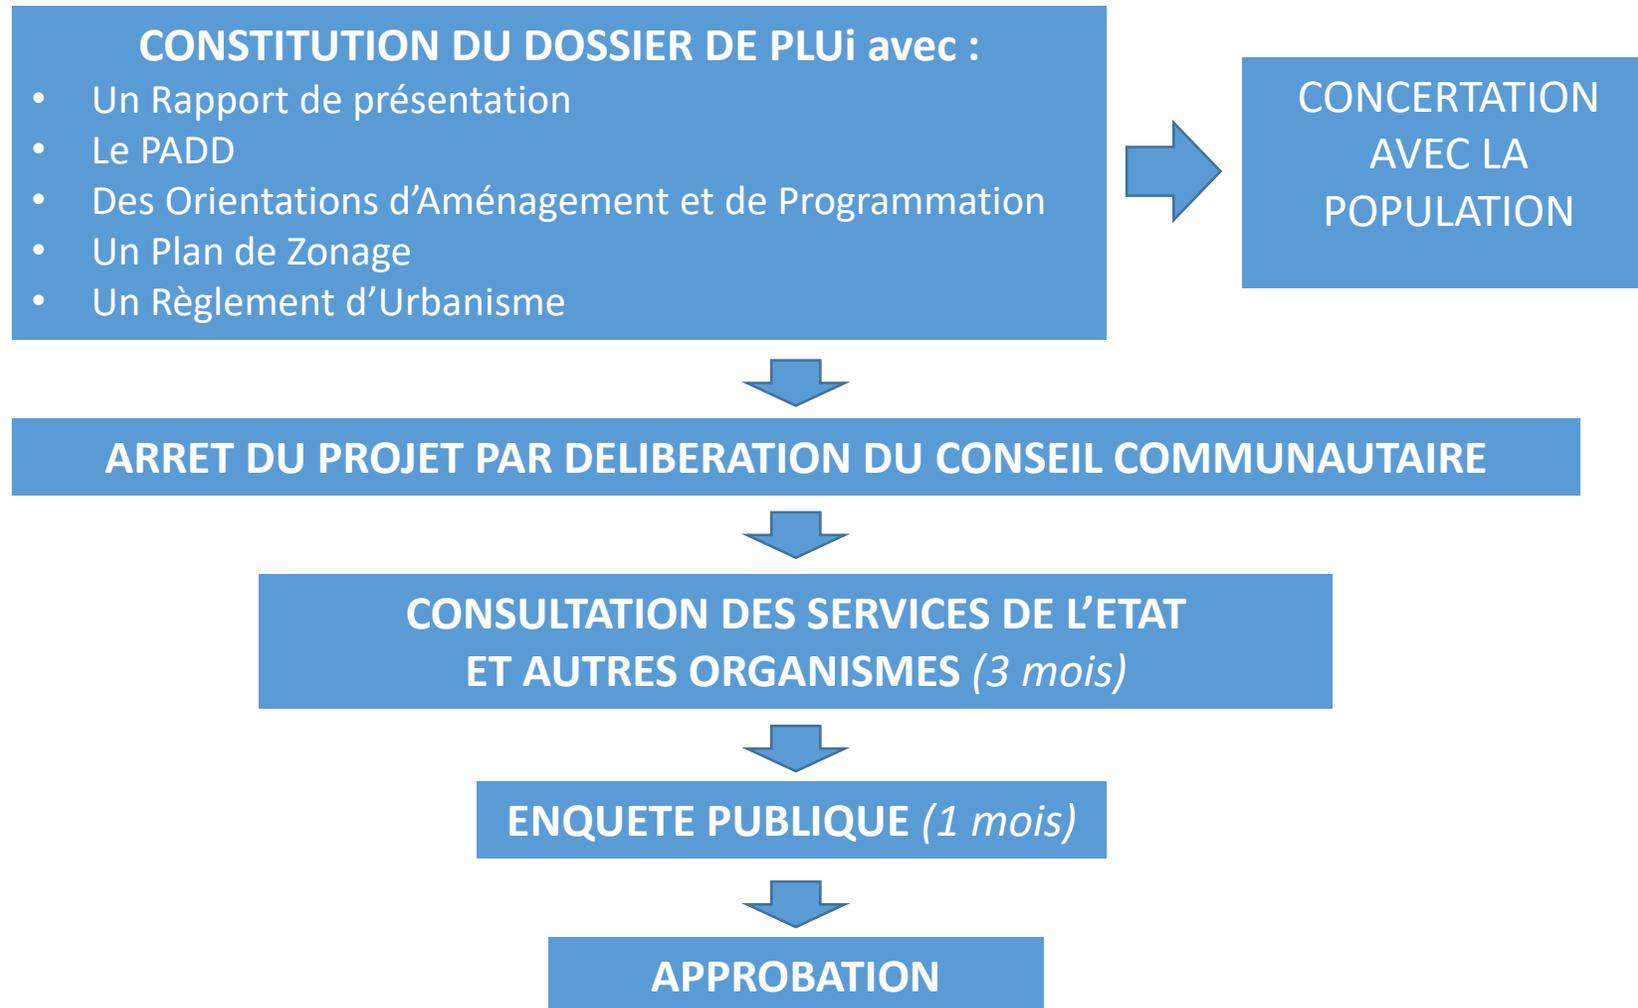 CONSTITUTION DU DOSSIER DE PLUi avec :
• Un Rapport de présentation
• Le PADD
• Des Orientations d’Aménagement et de Programmation
• Un Plan de Zonage
• Un Règlement d’Urbanisme
CONCERTATION
AVEC LA
POPULATION
ARRET DU PROJET PAR DELIBERATION DU CONSEIL COMMUNAUTAIRE
CONSULTATION DES SERVICES DE L’ETAT
ET AUTRES ORGANISMES (3 mois)
ENQUETE PUBLIQUE (1 mois)
APPROBATION